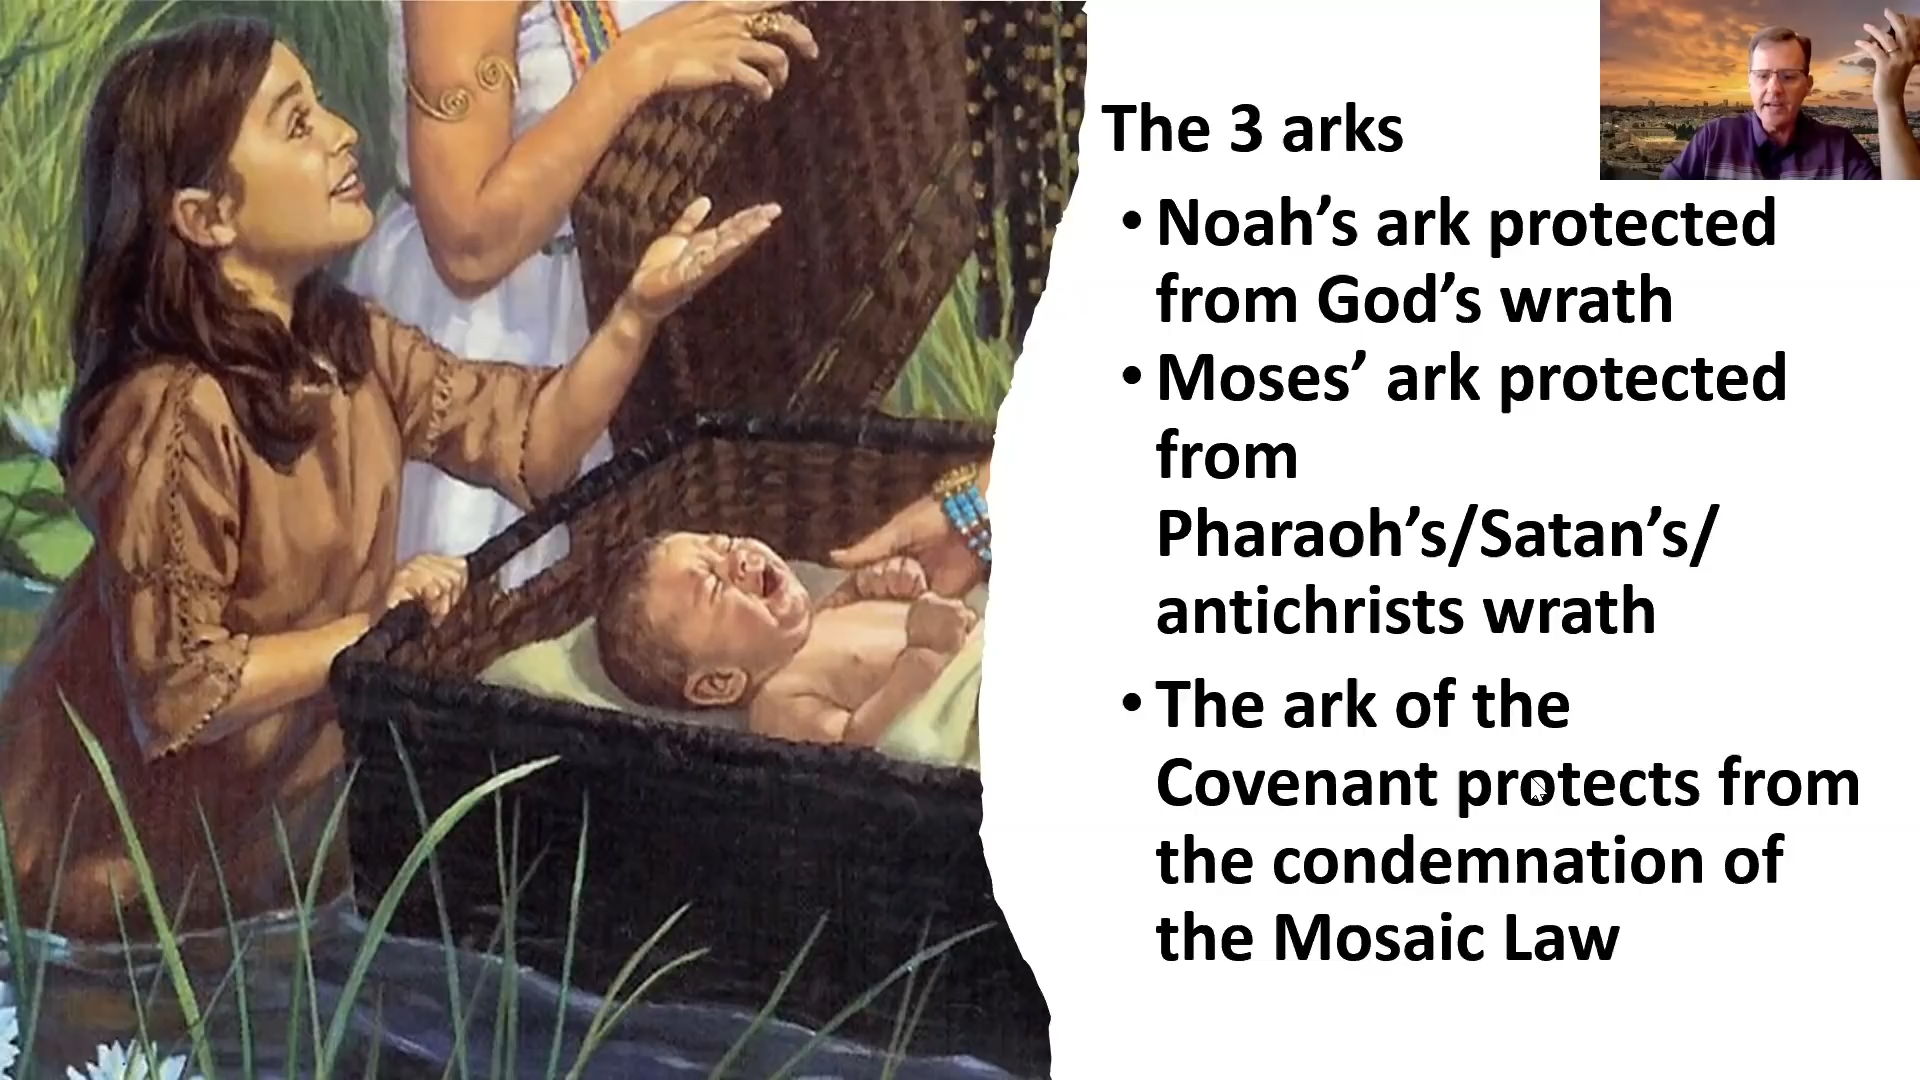 The 3 arks
• Noah’s ark protected
from God’s wrath
• Moses’ ark protected
from
Pharaoh’s/Satan’s/
antichrists wrath
• The ark of the
Covenant protects from
the condemnation of
the Mosaic Law